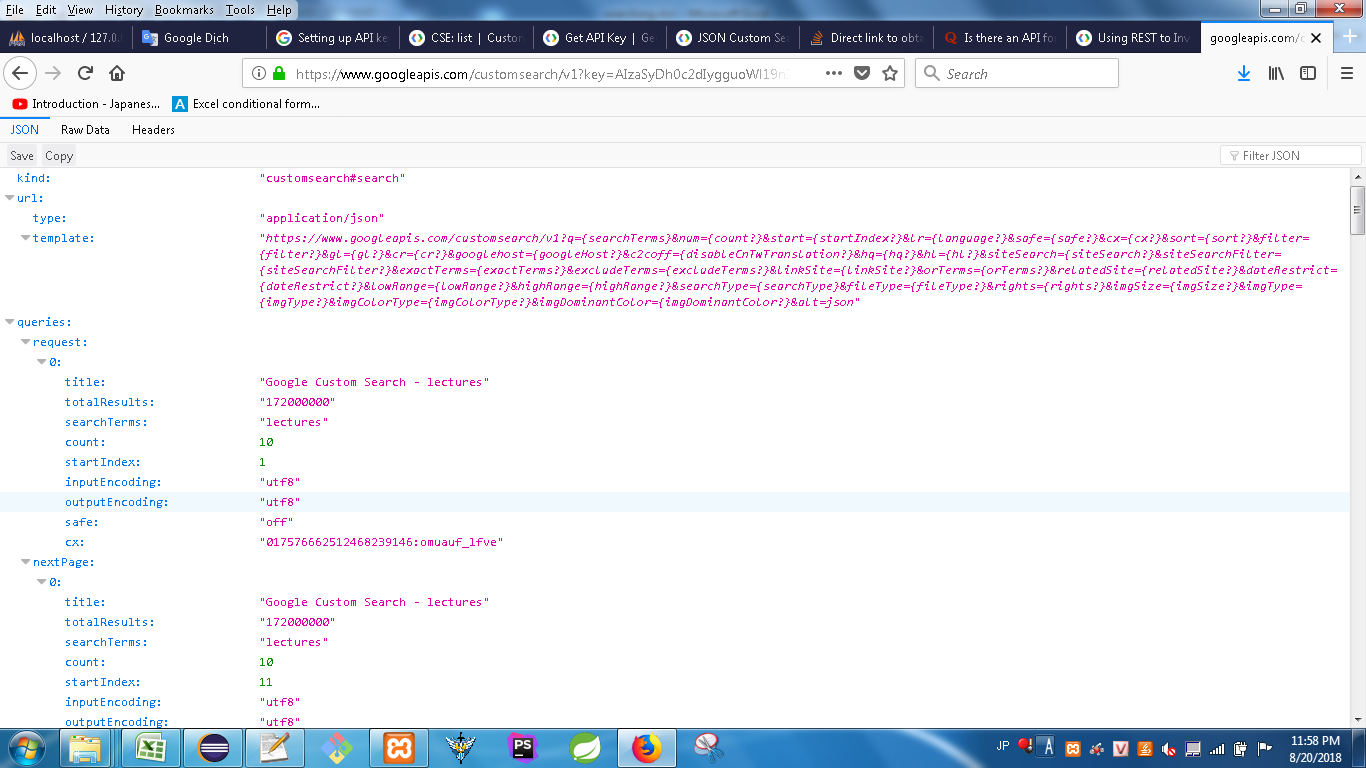 File Edit View History Bookmarks Tools Help
localhost / 127.0. Google Dịch Setting up API ke CSE: list | Custom Get API Key | Ge JSON Custom Sea Direct link to obta Is there an API for Using REST to Inv googleapis.com/c
https://www.googleapis.com/customsearch/v1?key= Search
Introduction - Japanes... Excel conditional form...
JSON Raw Data Headers
Save Copy Filter JSON
kind: "customsearch#search"
url:
type: "application/json"
template: "https://www.googleapis.com/customsearch/v1?q={searchTerms}&num={count?}&start={startIndex?}&lr={language?}&safe={safe?}&cx={cx?}&sort={sort?}&filter=
{filter?}&gl={gl?}&cr={cr?}&googlehost={googleHost?}&c2coff={disableCnTwTranslation?}&hq={hq?}&hl={hl?}&siteSearch={siteSearch?}&siteSearchFilter=
{siteSearchFilter?}&exactTerms={exactTerms?}&excludeTerms={excludeTerms?}&linkSite={linkSite?}&orTerms={orTerms?}&relatedSite={relatedSite?}&dateRestrict=
{dateRestrict?}&lowRange={lowRange?}&highRange={highRange?}&searchType={searchType}&fileType={fileType?}&rights={rights?}&imgSize={imgSize?}&imgType=
{imgType?}&imgColorType={imgColorType?}&imgDominantColor={imgDominantColor?}&alt=json"
queries:
request:
0:
title: "Google Custom Search - lectures"
totalResults: "172000000"
searchTerms: "lectures"
count: 10
startIndex: 1
inputEncoding: "utf8"
outputEncoding: "utf8"
safe: "off"
cx: "017576662512468239146:omuauf_lfve"
nextPage:
0:
title: "Google Custom Search - lectures"
totalResults: "172000000"
searchTerms: "lectures"
count: 10
startIndex: 11
inputEncoding: "utf8"
outputEncoding: "utf8"
PS JP A V 11:58 PM
8/20/2018